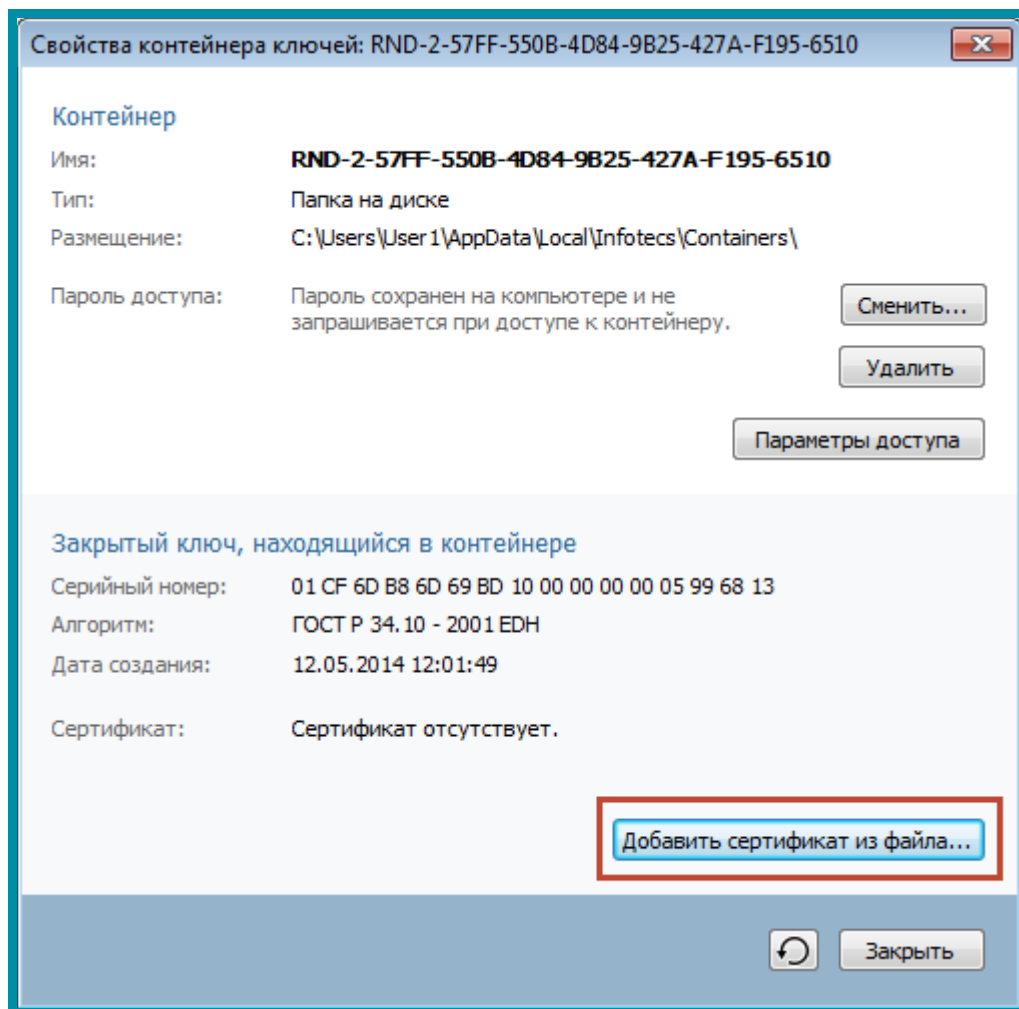 Свойства контейнера ключей: RND-2-57FF-550B-4D84-9B25-427A-F195-6510
Контейнер
Имя: RND-2-57FF-550B-4D84-9B25-427A-F195-6510
Тип: Папка на диске
Размещение: C:\Users\User1\AppData\Local\Infotecs\Containers\
Пароль доступа: Пароль сохранен на компьютере и не
запрашивается при доступе к контейнеру.
Сменить...
Удалить
Параметры доступа
Закрытый ключ, находящийся в контейнере
Серийный номер: 01 CF 6D B8 6D 69 BD 10 00 00 00 00 05 99 68 13
Алгоритм: ГОСТ Р 34.10 - 2001 EDH
Дата создания: 12.05.2014 12:01:49
Сертификат: Сертификат отсутствует.
Добавить сертификат из файла...
Закрыть